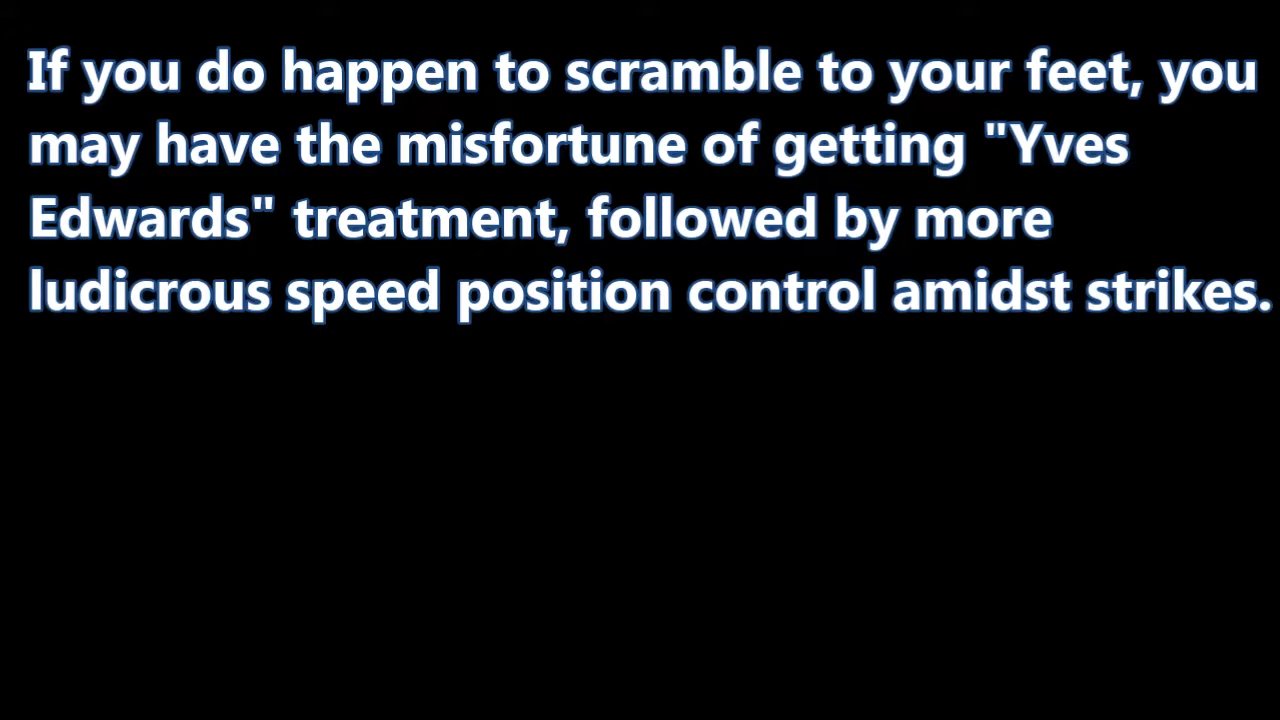 If you do happen to scramble to your feet, you
may have the misfortune of getting "Yves
Edwards" treatment, followed by more
ludicrous speed position control amidst strikes.